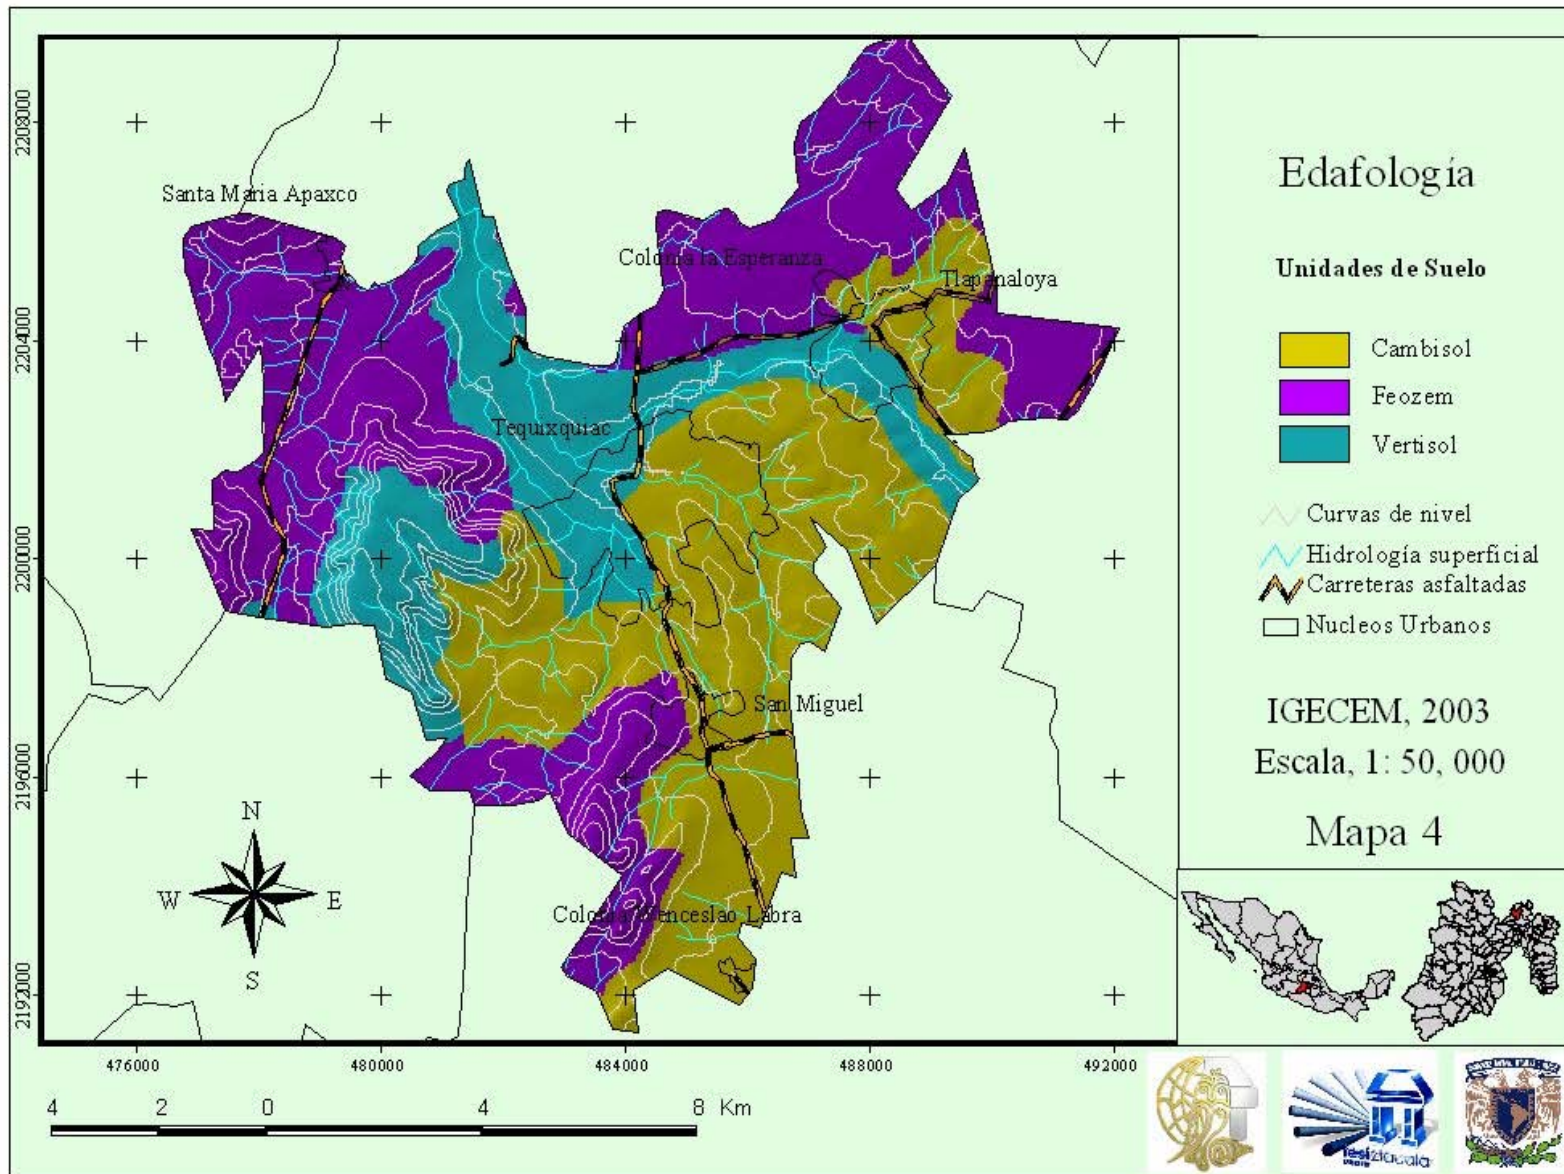 Edafología
Unidades de Suelo
Cambisol
Feozem
Vertisol
Curvas de nivel
Hidrología superficial
Carreteras asfaltadas
Nucleos Urbanos
IGECEM, 2003
Escala, 1: 50, 000
Mapa 4
Santa Maria Apaxco
Colonia la Esperanza
Tlapanaloya
Tequixquiac
San Miguel
Colonia Wenceslao Labra
N
W
E
S
2208000
2204000
2200000
2196000
2192000
476000
480000
484000
488000
492000
4 2 0 4 8 Km